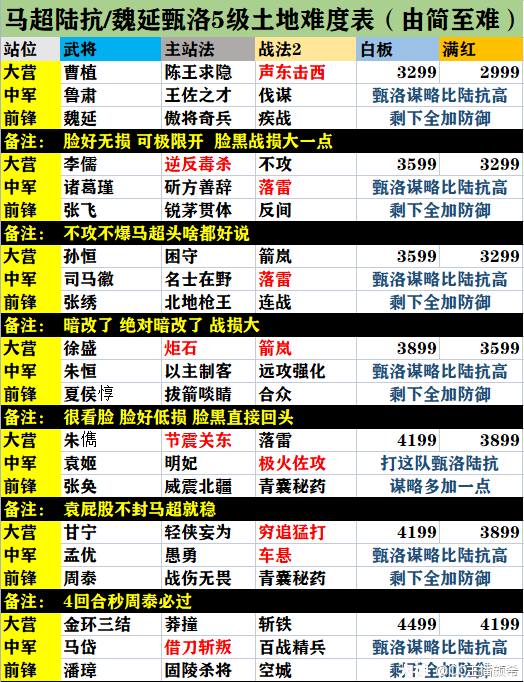 马超陆抗/魏延甄洛5级土地难度表（由简至难）
站位 武将 主站法 战法2 白板 满红
大营 曹植 陈王求隐 声东击西 3299 2999
中军 鲁肃 王佐之才 伐谋 甄洛谋略比陆抗高
前锋 魏延 傲将奇兵 疾战 剩下全加防御
备注： 脸好无损 可极限开 脸黑战损大一点
大营 李儒 逆反毒杀 不攻 3599 3299
中军 诸葛瑾 研方善辞 落雷 甄洛谋略比陆抗高
前锋 张飞 锐茅贯体 反间 剩下全加防御
备注： 不攻不爆马超头啥都好说
大营 孙恒 困守 箭岚 3599 3299
中军 司马徽 名士在野 落雷 甄洛谋略比陆抗高
前锋 张绣 北地枪王 连战 剩下全加防御
备注： 暗改了 绝对暗改了 战损大
大营 徐盛 炬石 箭岚 3899 3599
中军 朱恒 以主制客 远攻强化 甄洛谋略比陆抗高
前锋 夏侯惇 拔箭啖睛 合众 剩下全加防御
备注： 很看脸 脸好低损 脸黑直接回头
大营 朱儁 节震关东 落雷 4199 3899
中军 袁姬 明妃 极火佐攻 打这队甄洛陆抗
前锋 张奂 威震北疆 青囊秘药 谋略多加一点
备注： 袁屁股不封马超就稳
大营 甘宁 轻侠妄为 穷追猛打 4199 3899
中军 孟优 愚勇 车悬 甄洛谋略比陆抗高
前锋 周泰 战伤无畏 青囊秘药 剩下全加防御
备注： 4回合秒周泰必过
大营 金环三结 莽撞 斩铁 4499 4199
中军 马岱 借刀斩叛 百战精兵 甄洛谋略比陆抗高
前锋 潘璋 固陵杀将 空城 剩下全加防御